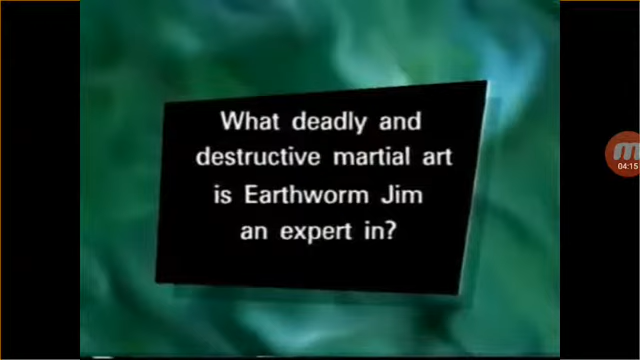 What deadly and
destructive martial art
is Earthworm Jim
an expert in?
04:15